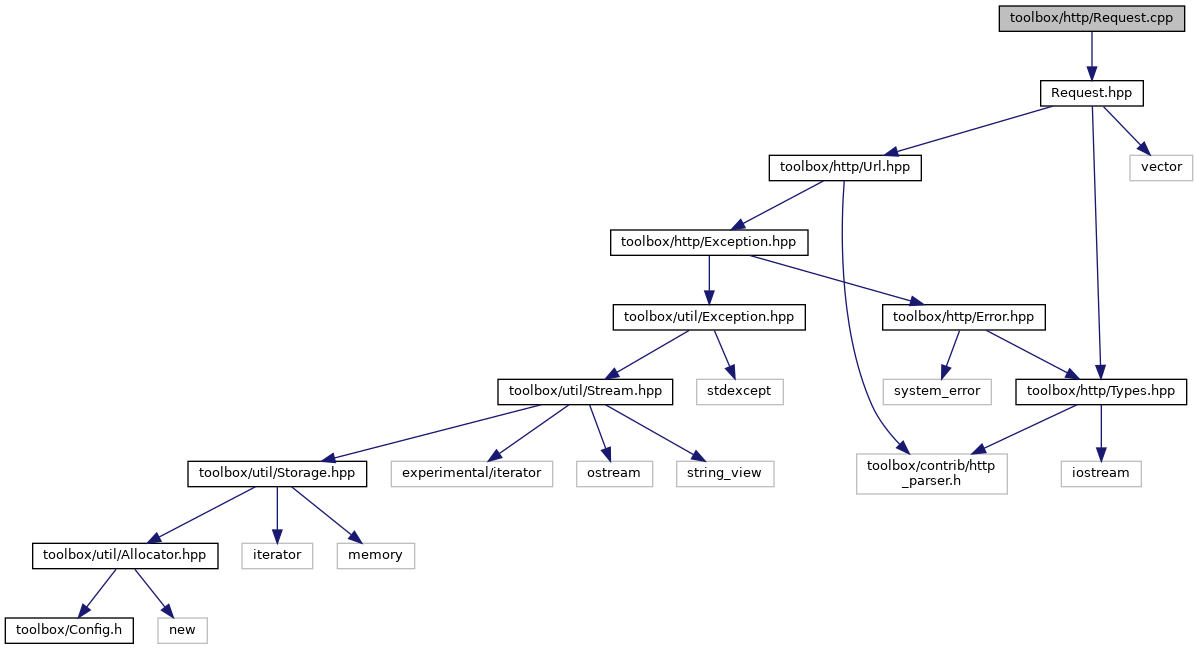 toolbox/http/Request.cpp
Request.hpp
toolbox/http/Url.hpp
vector
toolbox/http/Exception.hpp
toolbox/util/Exception.hpp
toolbox/http/Error.hpp
toolbox/util/Stream.hpp
stdexcept
system_error
toolbox/http/Types.hpp
toolbox/util/Storage.hpp
experimental/iterator
ostream
string_view
toolbox/contrib/http
_parser.h
iostream
toolbox/util/Allocator.hpp
iterator
memory
toolbox/Config.h
new